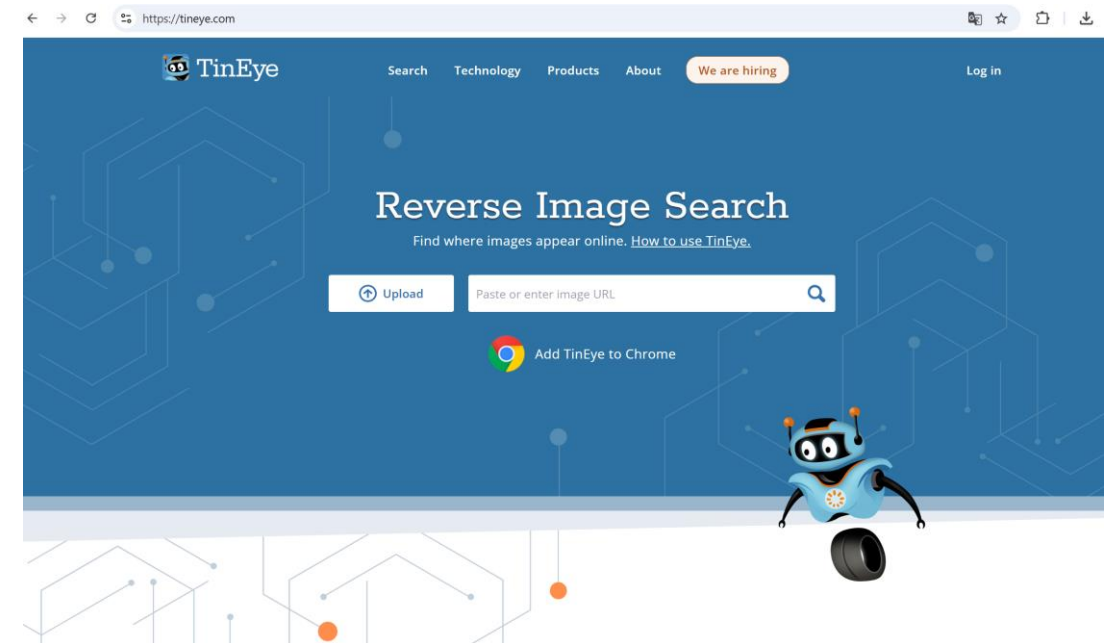 https://tineye.com
TinEye
Search Technology Products About We are hiring Log in
Reverse Image Search
Find where images appear online. How to use TinEye.
Upload Paste or enter image URL
Add TinEye to Chrome